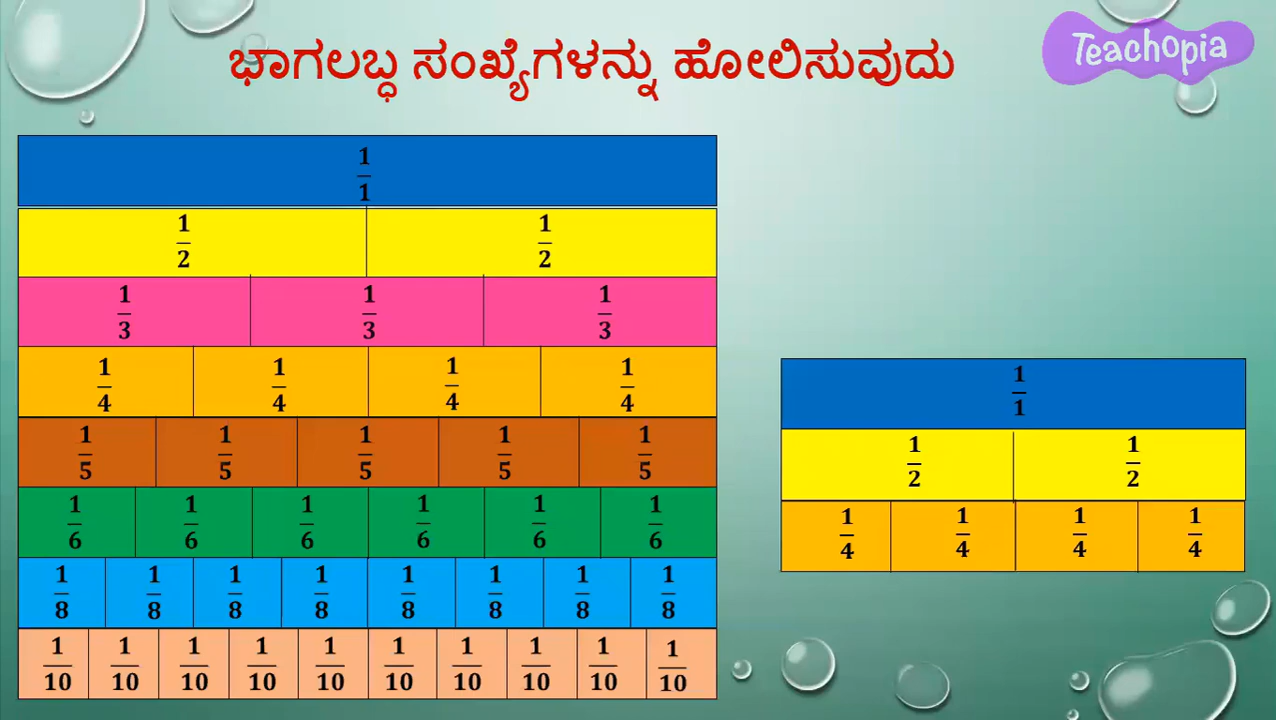 ಭಾಗಲಬ್ಧ ಸಂಖ್ಯೆಗಳನ್ನು ಹೋಲಿಸುವುದು
Teachopia
1/1
1/2 1/2
1/3 1/3 1/3
1/4 1/4 1/4 1/4
1/5 1/5 1/5 1/5 1/5
1/6 1/6 1/6 1/6 1/6 1/6
1/8 1/8 1/8 1/8 1/8 1/8 1/8 1/8
1/10 1/10 1/10 1/10 1/10 1/10 1/10 1/10 1/10 1/10
1/1
1/2 1/2
1/4 1/4 1/4 1/4